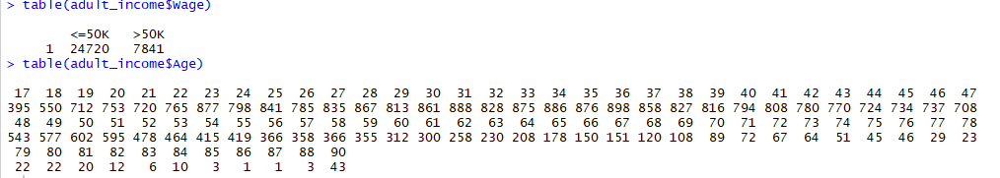 > table(adult_income$Wage)
<=50K >50K
1 24720 7841
> table(adult_income$Age)
17 18 19 20 21 22 23 24 25 26 27 28 29 30 31 32 33 34 35 36 37 38 39 40 41 42 43 44 45 46 47
395 550 712 753 720 765 877 798 841 785 835 867 813 861 888 828 875 886 876 898 858 827 816 794 808 780 770 724 734 737 708
48 49 50 51 52 53 54 55 56 57 58 59 60 61 62 63 64 65 66 67 68 69 70 71 72 73 74 75 76 77 78
543 577 602 595 478 464 415 419 366 358 366 355 312 300 258 230 208 178 150 151 120 108 89 72 67 64 51 45 46 29 23
79 80 81 82 83 84 85 86 87 88 90
22 22 20 12 6 10 3 1 1 3 43